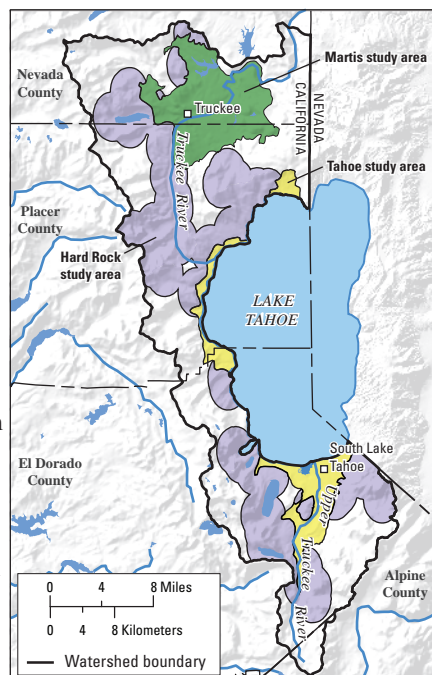 Nevada
County
Martis study area
NEVADA
CALIFORNIA
Truckee
Tahoe study area
Truckee River
Placer
County
Hard Rock
study area
LAKE
TAHOE
South Lake
Tahoe
El Dorado
County
Upper
Truckee
River
Alpine
County
0 4 8 Miles
0 4 8 Kilometers
Watershed boundary